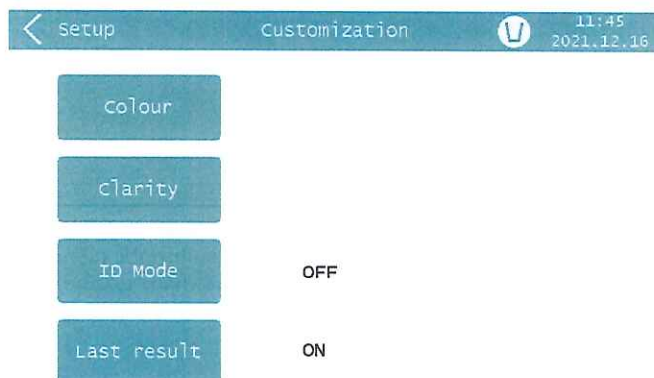 Setup Customization 11:45
2021.12.16
Colour
Clarity
ID Mode OFF
Last result ON